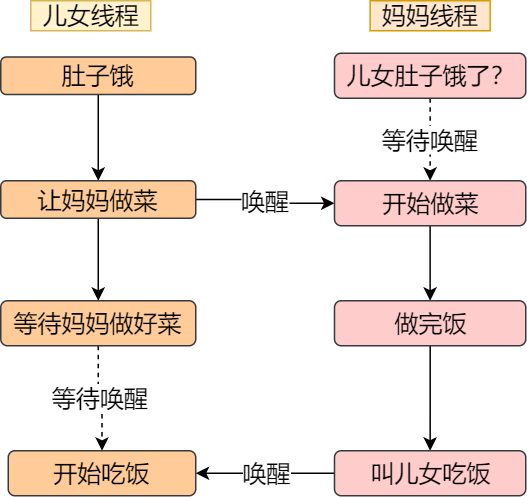 儿女线程
妈妈线程
肚子饿
儿女肚子饿了？
等待唤醒
让妈妈做菜
唤醒
开始做菜
等待妈妈做好菜
做完饭
等待唤醒
开始吃饭
唤醒
叫儿女吃饭